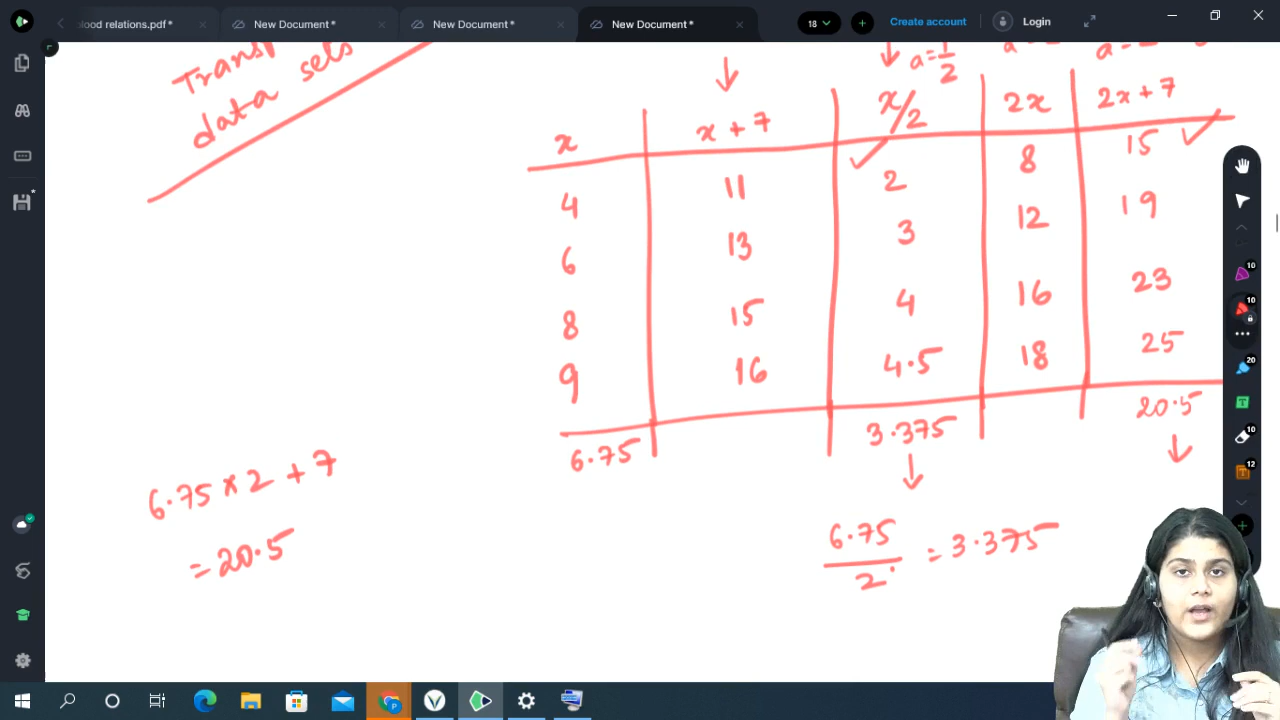 blood relations.pdf*
New Document*
New Document*
New Document*
18
Create account
Login
data sets
a=1/2
x | x + 7 | x/2 | 2x | 2x + 7
4 | 11 | 2 | 8 | 15
6 | 13 | 3 | 12 | 19
8 | 15 | 4 | 16 | 23
9 | 16 | 4.5 | 18 | 25
6.75 | 3.375 | 20.5
6.75 × 2 + 7
= 20.5
6.75/2 = 3.375
10
10
20
10
12